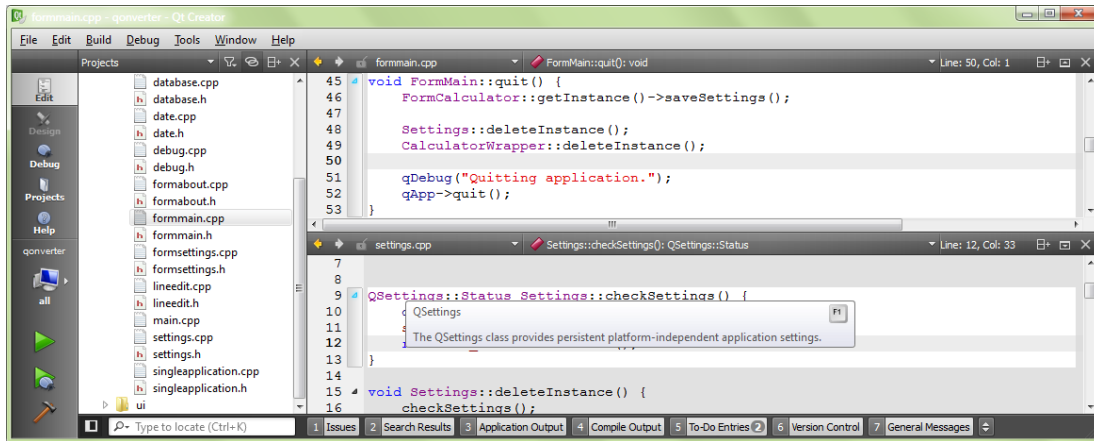 formmain.cpp - qonverter - Qt Creator
File Edit Build Debug Tools Window Help
Projects
formmain.cpp
FormMain::quit(): void
Line: 50, Col: 1
Edit
Design
Debug
Projects
Help
qonverter
all
database.cpp
database.h
date.cpp
date.h
debug.cpp
debug.h
formabout.cpp
formabout.h
formmain.cpp
formmain.h
formsettings.cpp
formsettings.h
lineedit.cpp
lineedit.h
main.cpp
settings.cpp
settings.h
singleapplication.cpp
singleapplication.h
ui
45 void FormMain::quit() {
46 FormCalculator::getInstance()->saveSettings();
47
48 Settings::deleteInstance();
49 CalculatorWrapper::deleteInstance();
50
51 qDebug("Quitting application.");
52 qApp->quit();
53 }
settings.cpp
Settings::checkSettings(): QSettings::Status
Line: 12, Col: 33
7
8
9 QSettings::Status Settings::checkSettings() {
10
11
12
13 }
14
15 void Settings::deleteInstance() {
16 checkSettings();
QSettings
F1
The QSettings class provides persistent platform-independent application settings.
Type to locate (Ctrl+K)
1 Issues 2 Search Results 3 Application Output 4 Compile Output 5 To-Do Entries 2 6 Version Control 7 General Messages